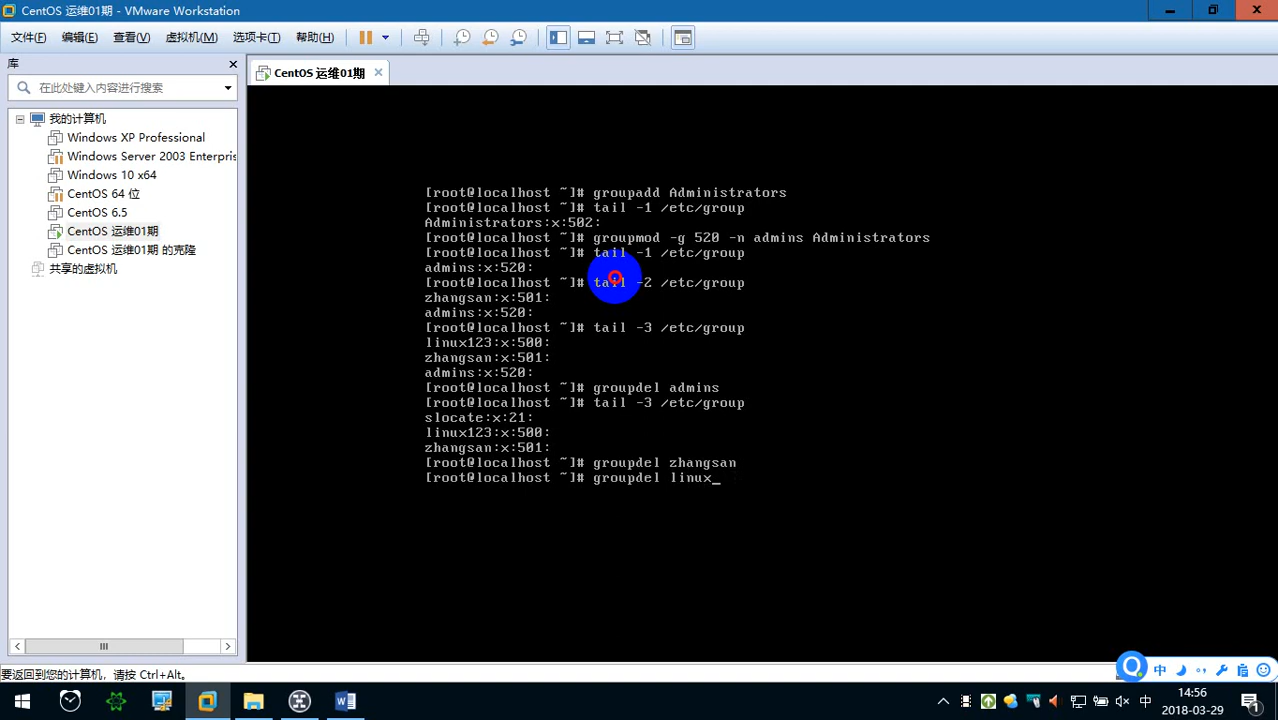 CentOS 运维01期 - VMware Workstation
文件(F) 编辑(E) 查看(V) 虚拟机(M) 选项卡(T) 帮助(H)
库
在此处键入内容进行搜索
我的计算机
Windows XP Professional
Windows Server 2003 Enterpris
Windows 10 x64
CentOS 64 位
CentOS 6.5
CentOS 运维01期
CentOS 运维01期 的克隆
共享的虚拟机
CentOS 运维01期
[root@localhost ~]# groupadd Administrators
[root@localhost ~]# tail -1 /etc/group
Administrators:x:502:
[root@localhost ~]# groupmod -g 520 -n admins Administrators
[root@localhost ~]# tail -1 /etc/group
admins:x:520:
[root@localhost ~]# tail -2 /etc/group
zhangsan:x:501:
admins:x:520:
[root@localhost ~]# tail -3 /etc/group
linux123:x:500:
zhangsan:x:501:
admins:x:520:
[root@localhost ~]# groupdel admins
[root@localhost ~]# tail -3 /etc/group
slocate:x:21:
linux123:x:500:
zhangsan:x:501:
[root@localhost ~]# groupdel zhangsan
[root@localhost ~]# groupdel linux_
要返回到您的计算机，请按 Ctrl+Alt。
中
中
14:56
2018-03-29
1